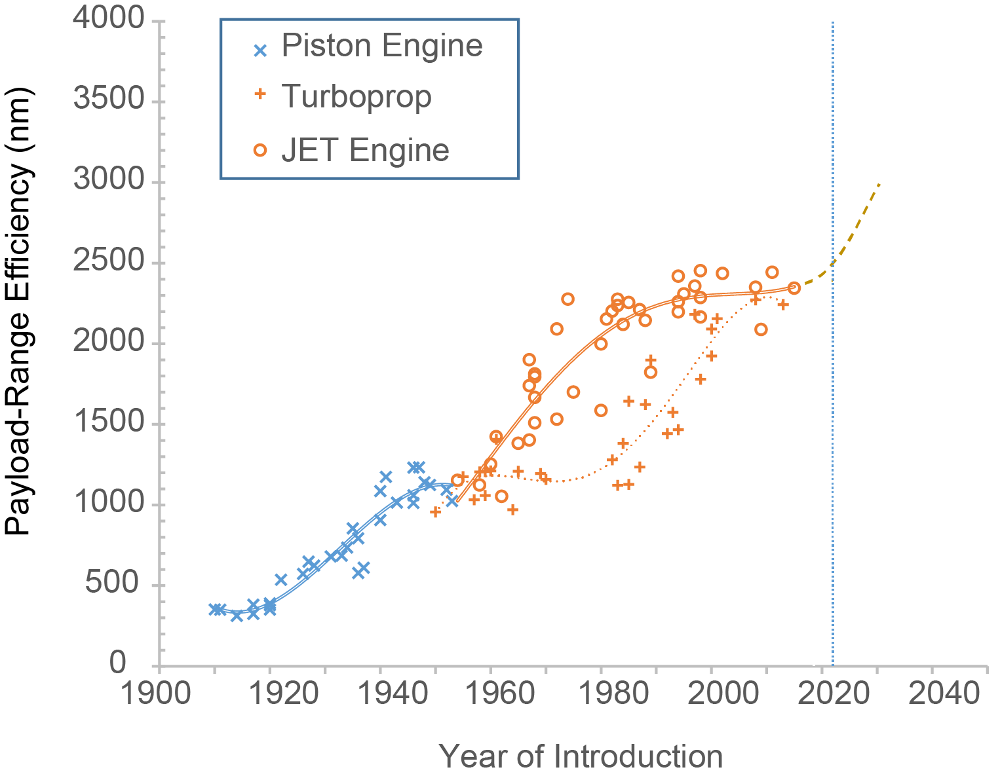 4000
3500
3000
2500
2000
1500
1000
500
0
Payload-Range Efficiency (nm)
Piston Engine
Turboprop
JET Engine
1900 1920 1940 1960 1980 2000 2020 2040
Year of Introduction